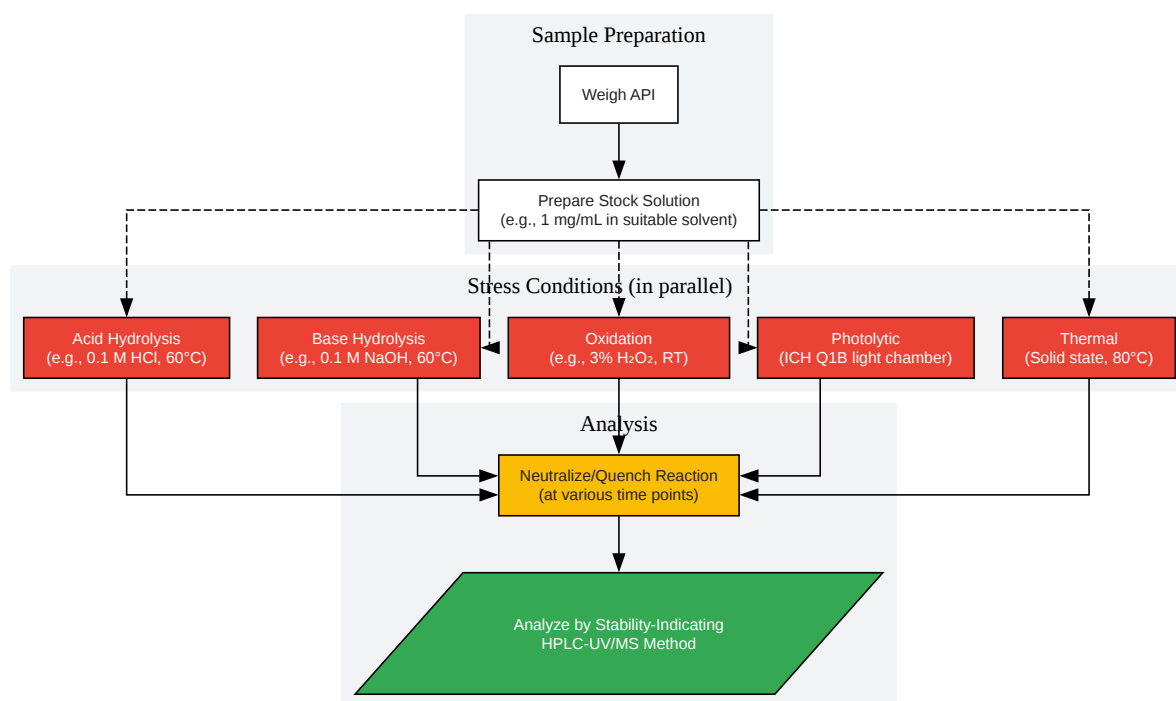 Sample Preparation
Weigh API
Prepare Stock Solution
(e.g., 1 mg/mL in suitable solvent)
Stress Conditions (in parallel)
Acid Hydrolysis
(e.g., 0.1 M HCl, 60°C)
Base Hydrolysis
(e.g., 0.1 M NaOH, 60°C)
Oxidation
(e.g., 3% H₂O₂, RT)
Photolytic
(ICH Q1B light chamber)
Thermal
(Solid state, 80°C)
Analysis
Neutralize/Quench Reaction
(at various time points)
Analyze by Stability-Indicating
HPLC-UV/MS Method